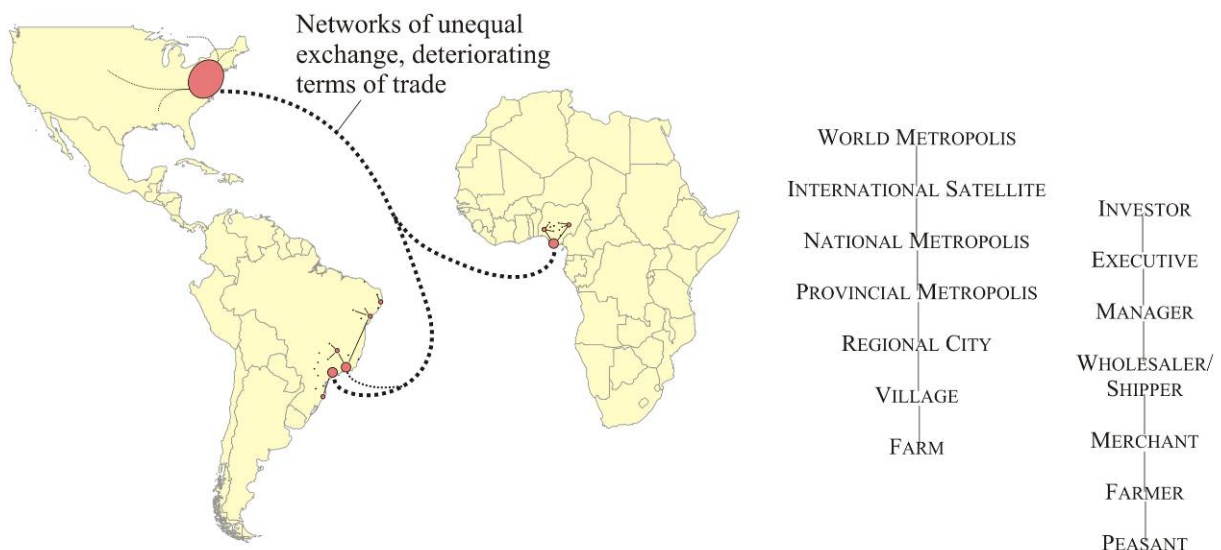 Networks of unequal
exchange, deteriorating
terms of trade
WORLD METROPOLIS
INTERNATIONAL SATELLITE
NATIONAL METROPOLIS
PROVINCIAL METROPOLIS
REGIONAL CITY
VILLAGE
FARM
INVESTOR
EXECUTIVE
MANAGER
WHOLESALER/
SHIPPER
MERCHANT
FARMER
PEASANT